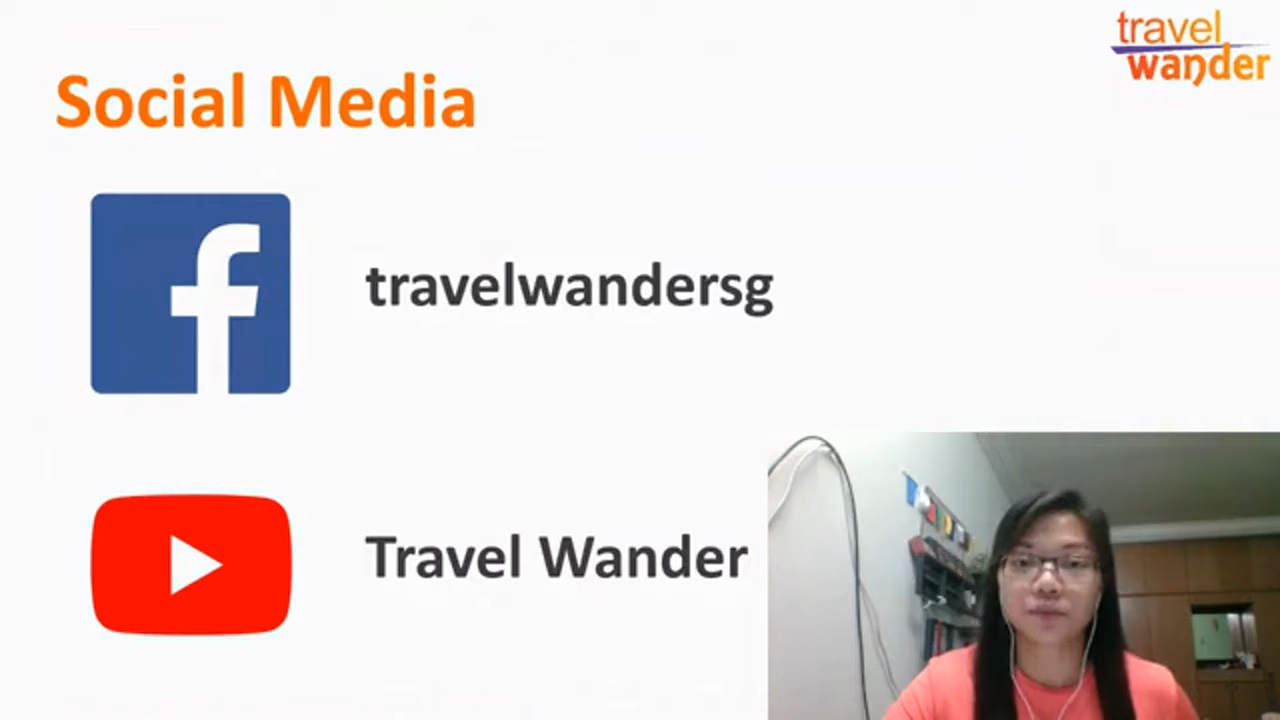 travel
wander
Social Media
travelwandersg
Travel Wander